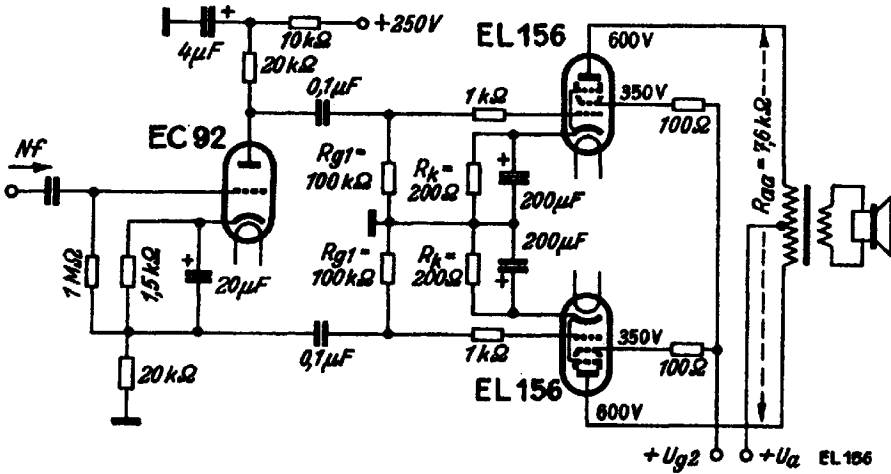 4µF
+
10kΩ
+250V
20kΩ
0,1µF
EL156
600V
1kΩ
350V
100Ω
EC92
Nf
Rg1=
100kΩ
Rk=
200Ω
+
200µF
Raa = 7,6kΩ
1MΩ
1,5kΩ
+
20µF
Rg1=
100kΩ
Rk=
200Ω
200µF
+
0,1µF
1kΩ
350V
100Ω
20kΩ
EL156
600V
+Ug2
+Ua
EL156